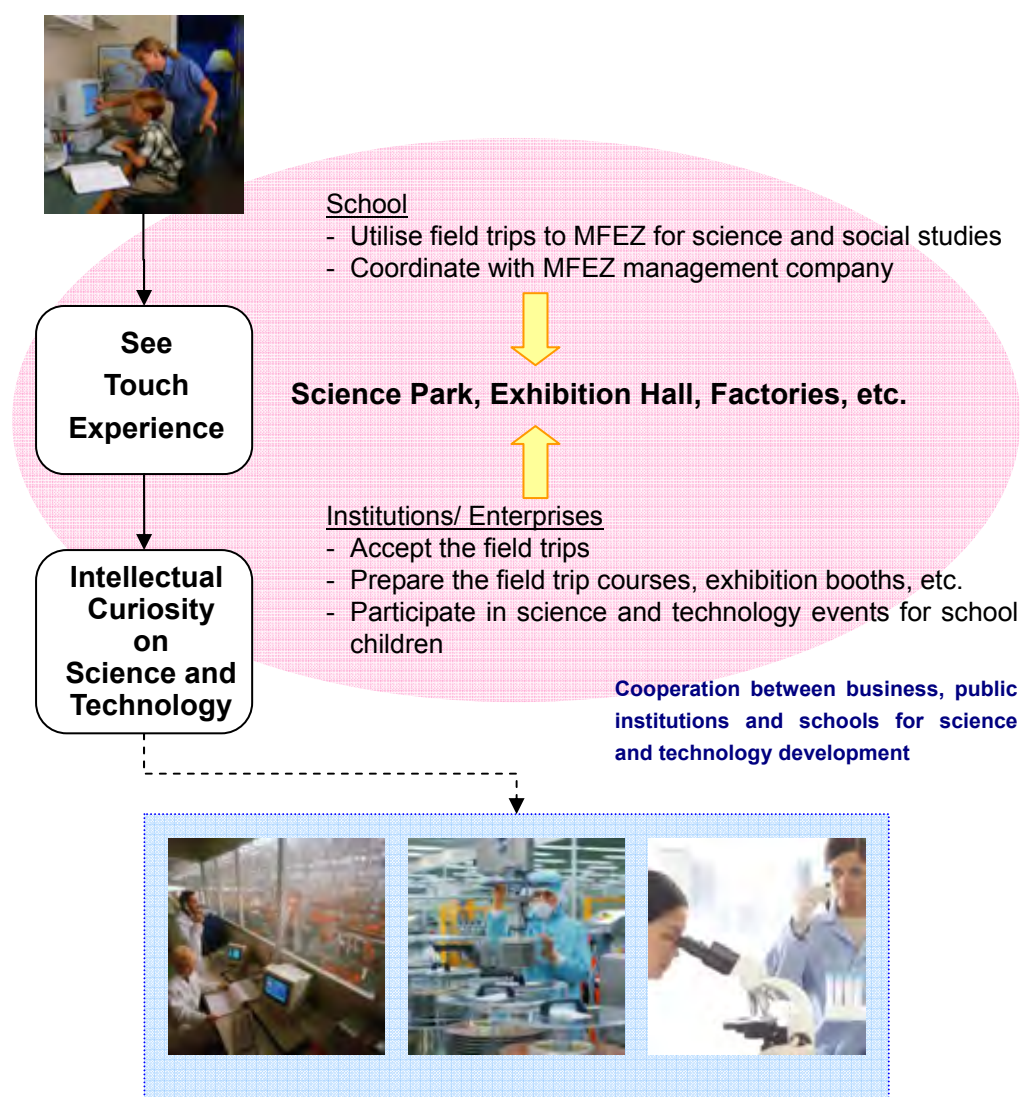 School
- Utilise field trips to MFEZ for science and social studies
- Coordinate with MFEZ management company
See
Touch
Experience
Science Park, Exhibition Hall, Factories, etc.
Institutions/ Enterprises
- Accept the field trips
- Prepare the field trip courses, exhibition booths, etc.
- Participate in science and technology events for school
children
Intellectual
Curiosity
on
Science and
Technology
Cooperation between business, public
institutions and schools for science
and technology development